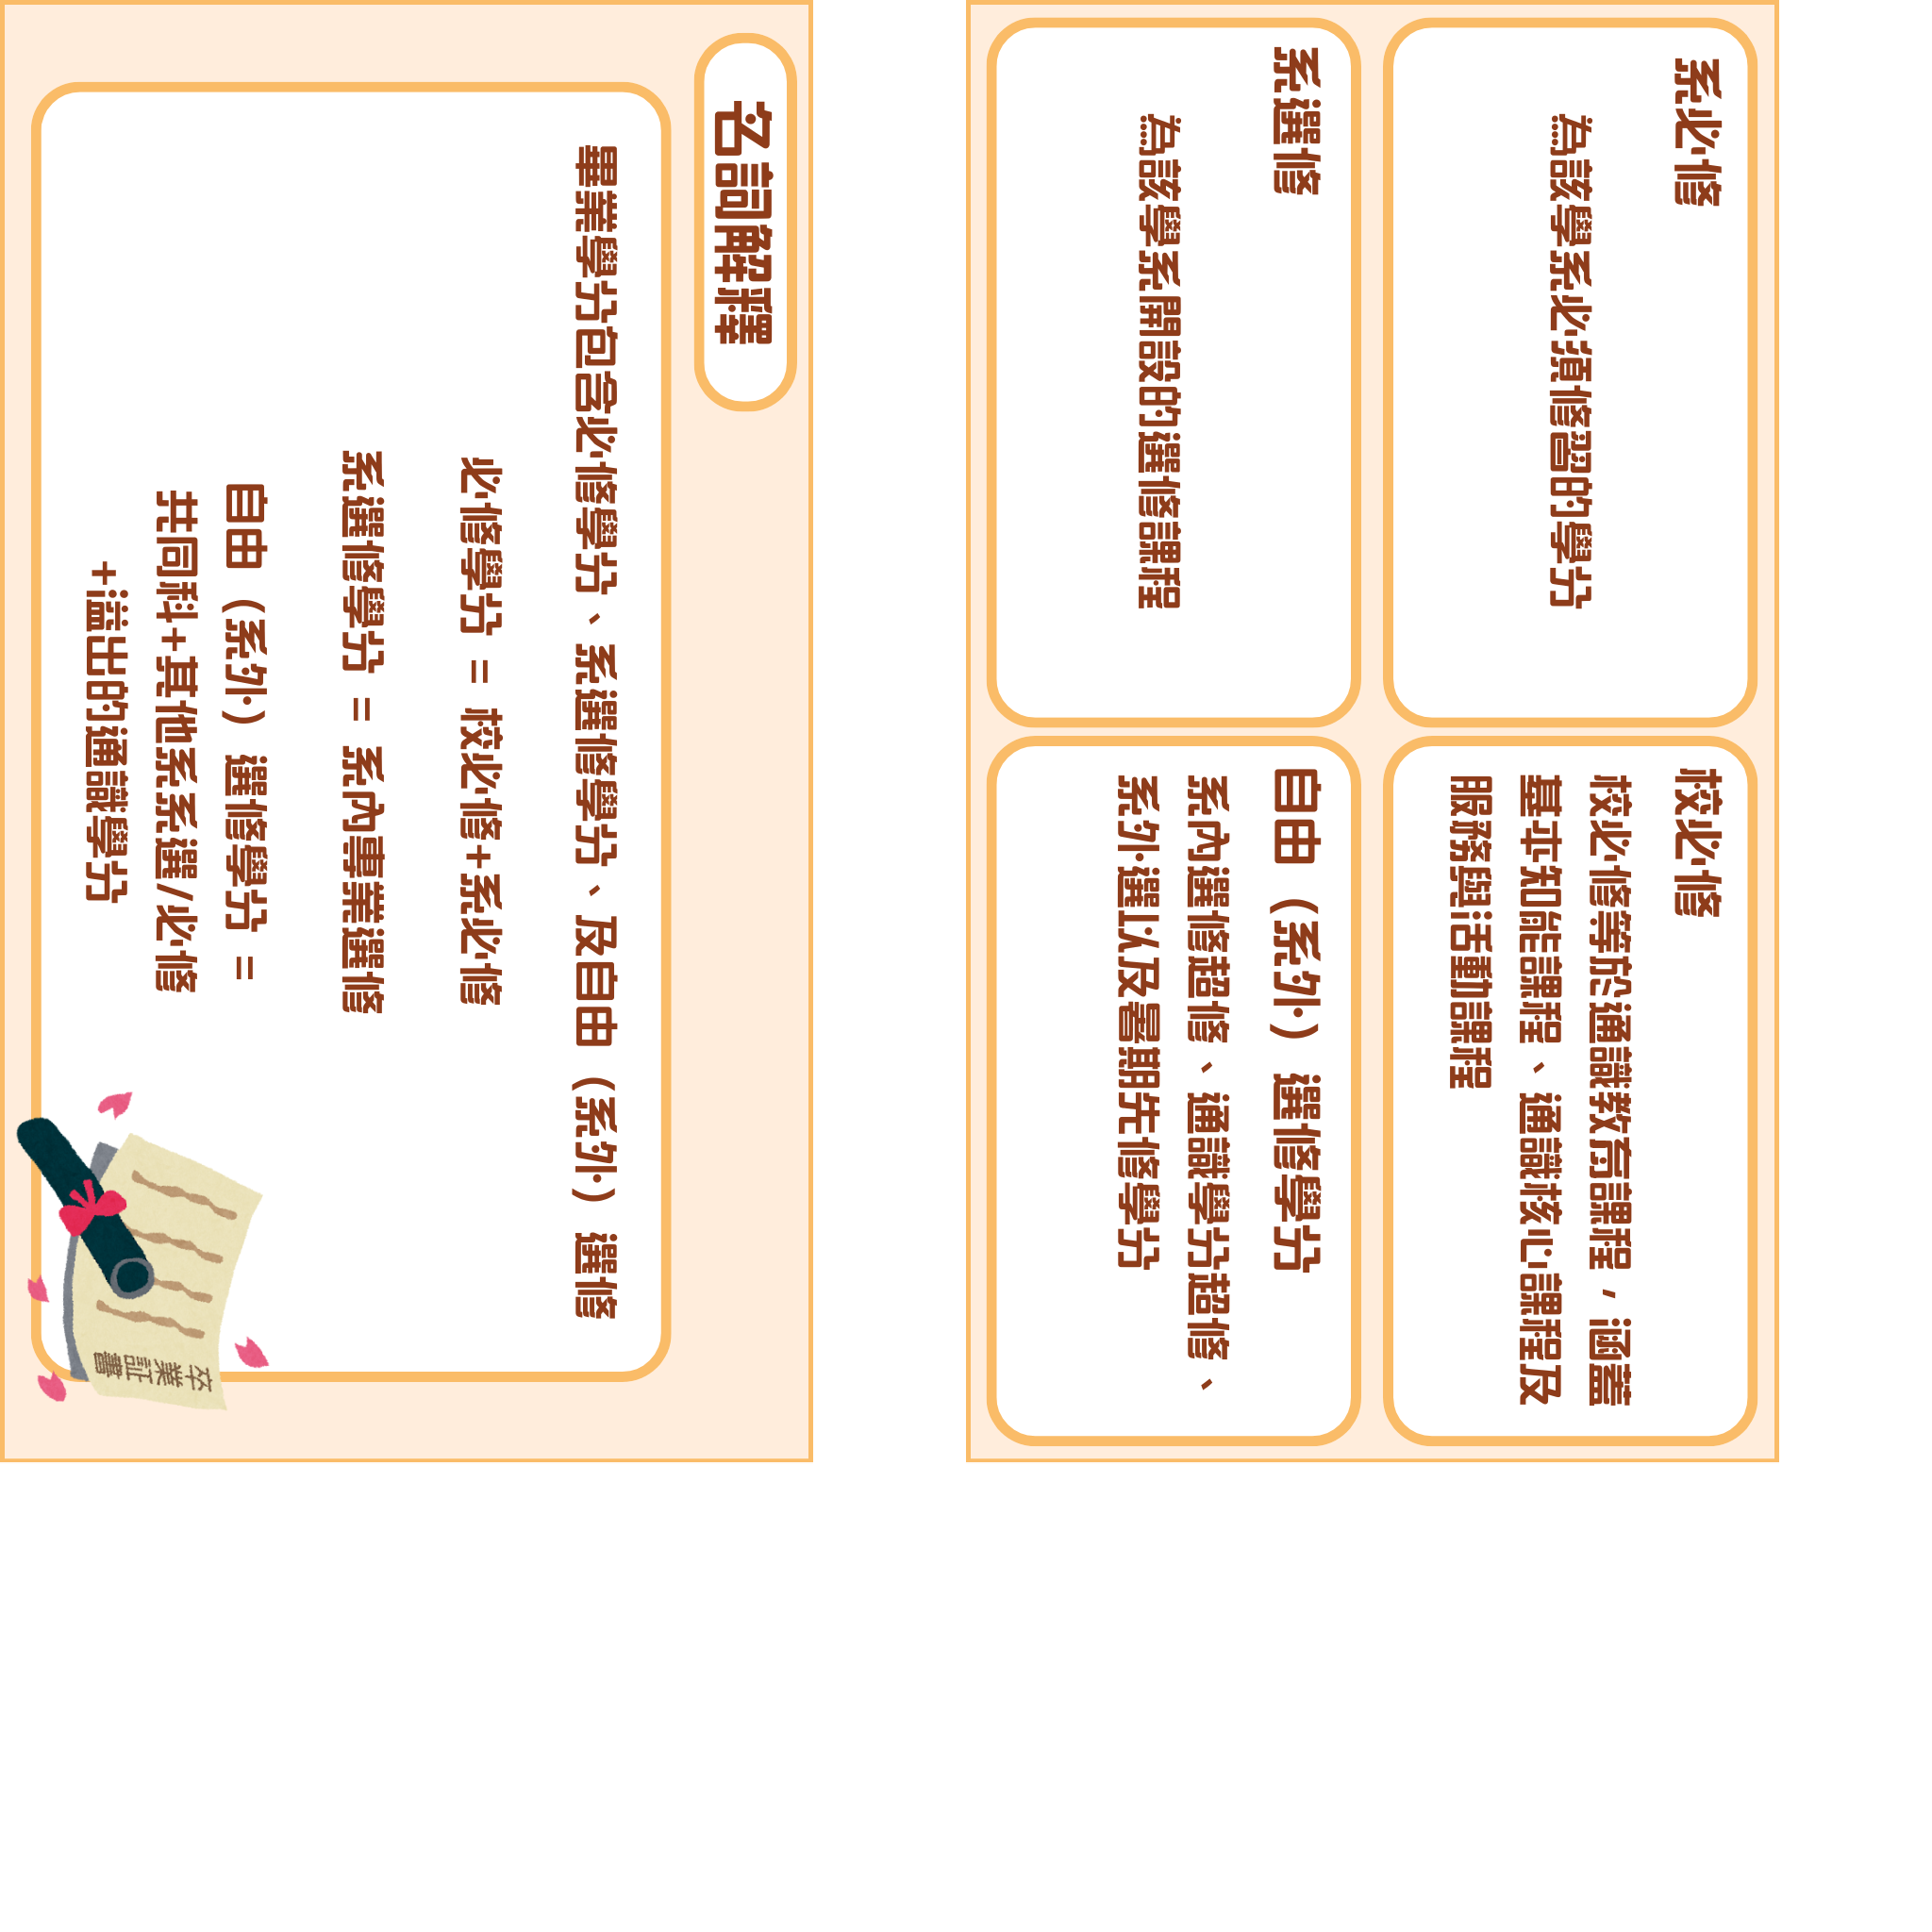 系必修
為該學系必須修習的學分
校必修
校必修等於通識教育課程，涵蓋
基本知能課程、通識核心課程及
服務與活動課程
系選修
為該學系開設的選修課程
自由（系外）選修學分
系內選修超修、通識學分超修、
系外選以及暑期先修學分
名詞解釋
畢業學分包含必修學分、系選修學分、及自由（系外）選修
必修學分 = 校必修+系必修
系選修學分 = 系內專業選修
自由（系外）選修學分 =
共同科+其他系系選/必修
+溢出的通識學分
卒業証書